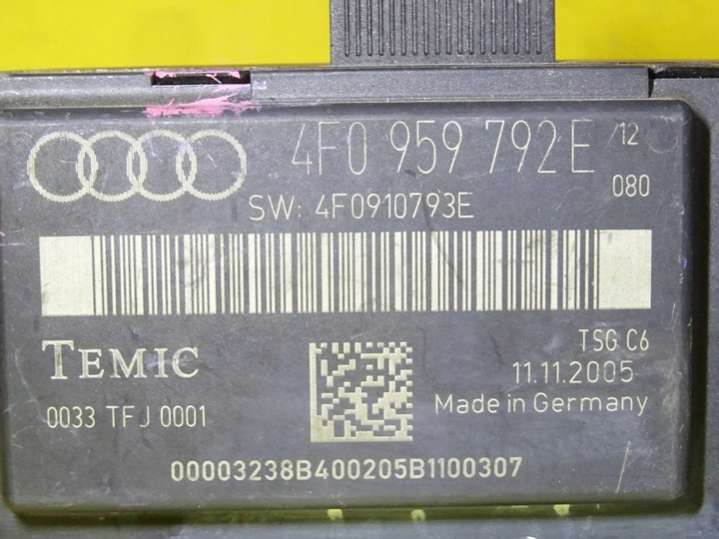 4F0 959 792E /12
080
SW: 4F0910793E
TEMIC
TSG C6
11.11.2005
0033 TFJ 0001
Made in Germany
00003238B400205B1100307